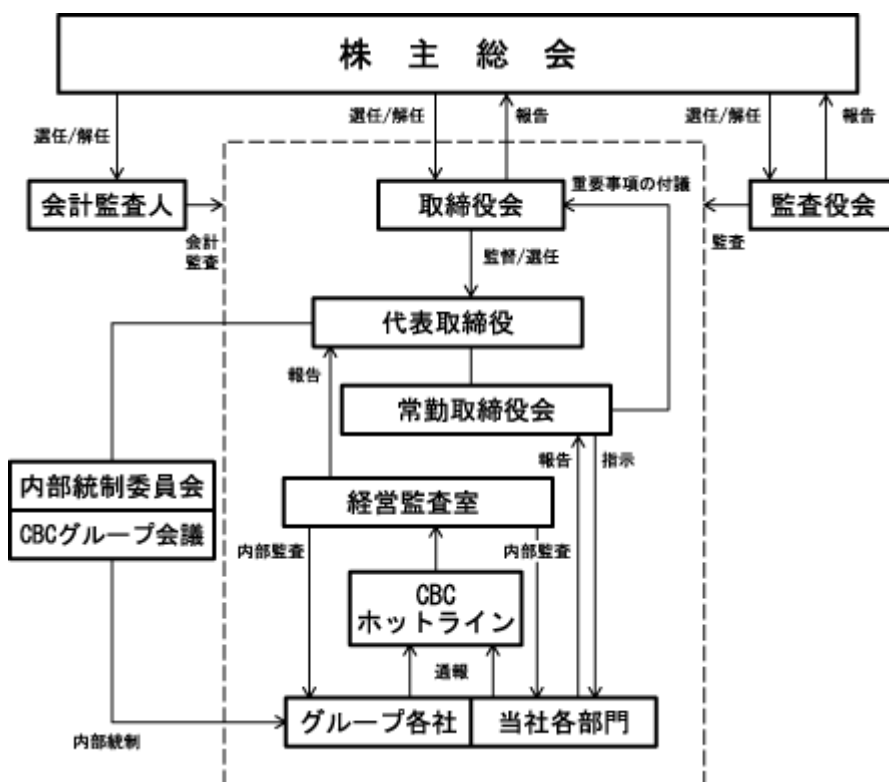 株主総会
選任/解任
選任/解任
報告
選任/解任
報告
会計監査人
取締役会
重要事項の付議
監査役会
会計
監査
監査
監督/選任
代表取締役
報告
常勤取締役会
報告
指示
内部統制委員会
CBCグループ会議
経営監査室
内部監査
内部監査
CBC
ホットライン
通報
グループ各社
当社各部門
内部統制